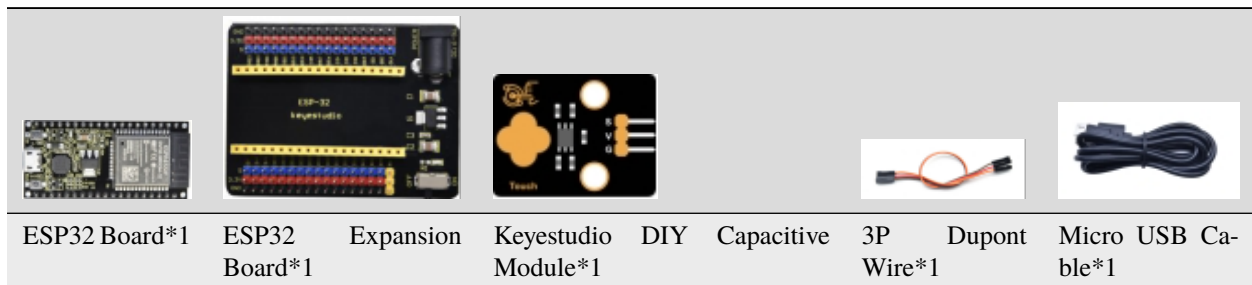 ESP-32
keyestudio
S
V
G
Touch
ESP32 Board*1
ESP32 Expansion Board*1
Keyestudio DIY Capacitive Module*1
3P Dupont Wire*1
Micro USB Ca-
ble*1